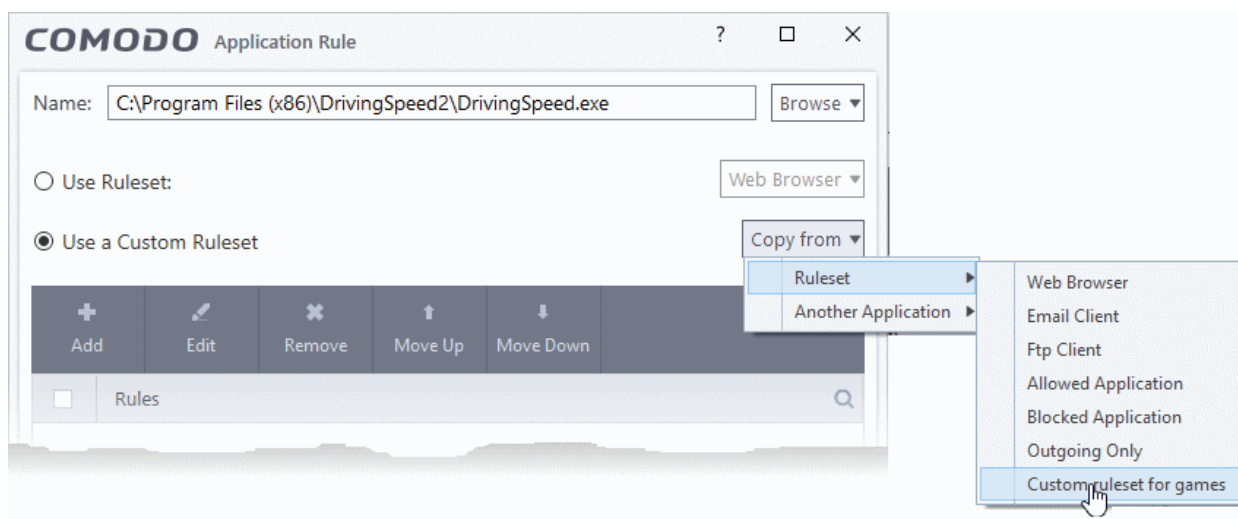 COMODO Application Rule ?
Name: C:\Program Files (x86)\DrivingSpeed2\DrivingSpeed.exe Browse
Use Ruleset: Web Browser
Use a Custom Ruleset Copy from
Ruleset
Another Application
Web Browser
Email Client
Ftp Client
Allowed Application
Blocked Application
Outgoing Only
Custom ruleset for games
Add Edit Remove Move Up Move Down
Rules